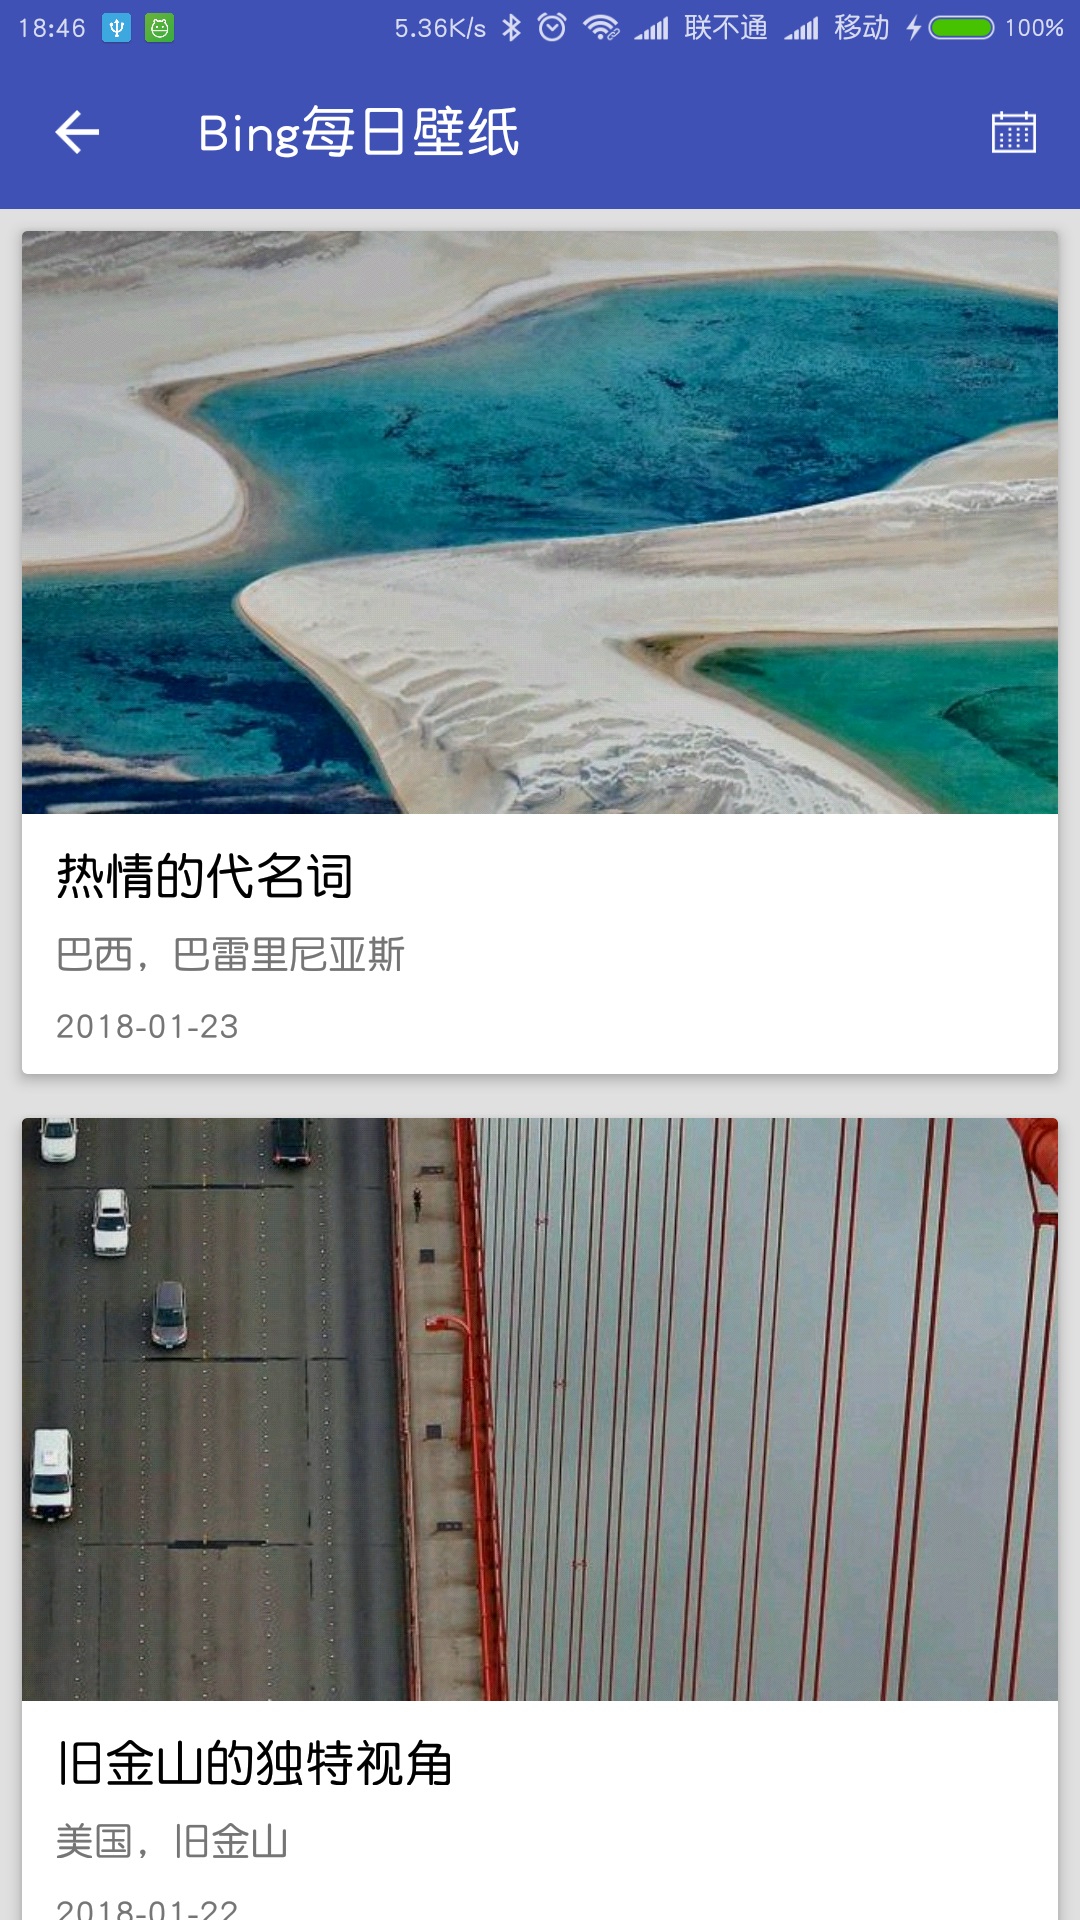 18:46 5.36K/s 联不通 移动 100%
Bing每日壁纸
热情的代名词
巴西，巴雷里尼亚斯
2018-01-23
旧金山的独特视角
美国，旧金山
2018-01-22